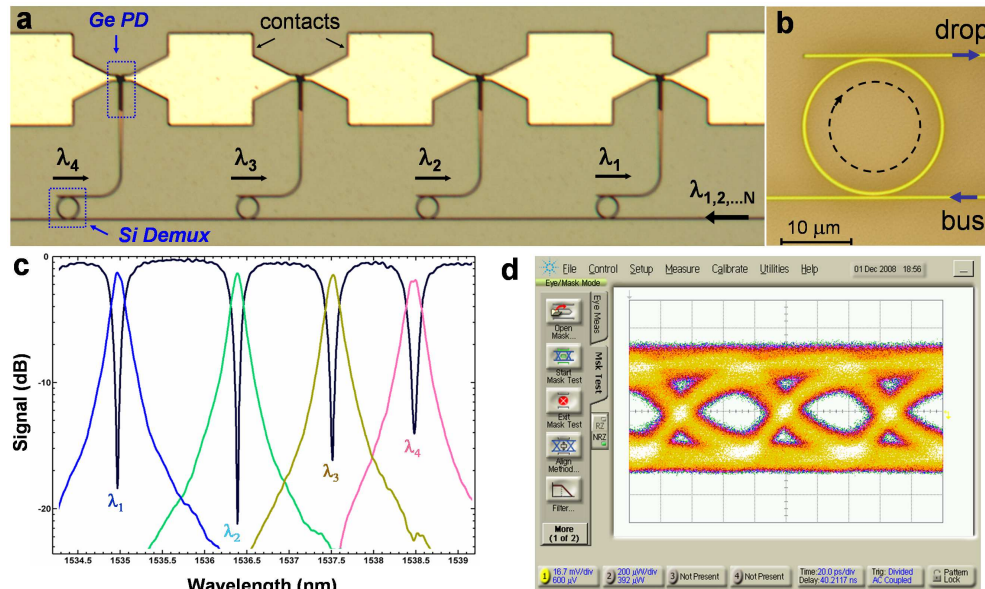 a
Ge PD
contacts
λ4
λ3
λ2
λ1
λ1,2,...N
Si Demux
b
drop
bus
10 μm
c
0
-10
-20
Signal (dB)
λ1
λ2
λ3
λ4
1534.5 1535 1535.5 1536 1536.5 1537 1537.5 1538 1538.5 1539
Wavelength (nm)
d
File Control Setup Measure Calibrate Utilities Help
01 Dec 2008 18:56
Eye/Mask Mode
Eye Meas
Msk Test
Open
Mask...
Start
Mask Test
Exit
Mask Test
RZ
NRZ
Align
Method...
Filter...
More
(1 of 2)
1 16.7 mV/div
600 μV
2 200 μW/div
392 μW
3 Not Present
4 Not Present
Time:20.0 ps/div
Delay:40.2117 ns
Trig: Divided
AC Coupled
Pattern
Lock